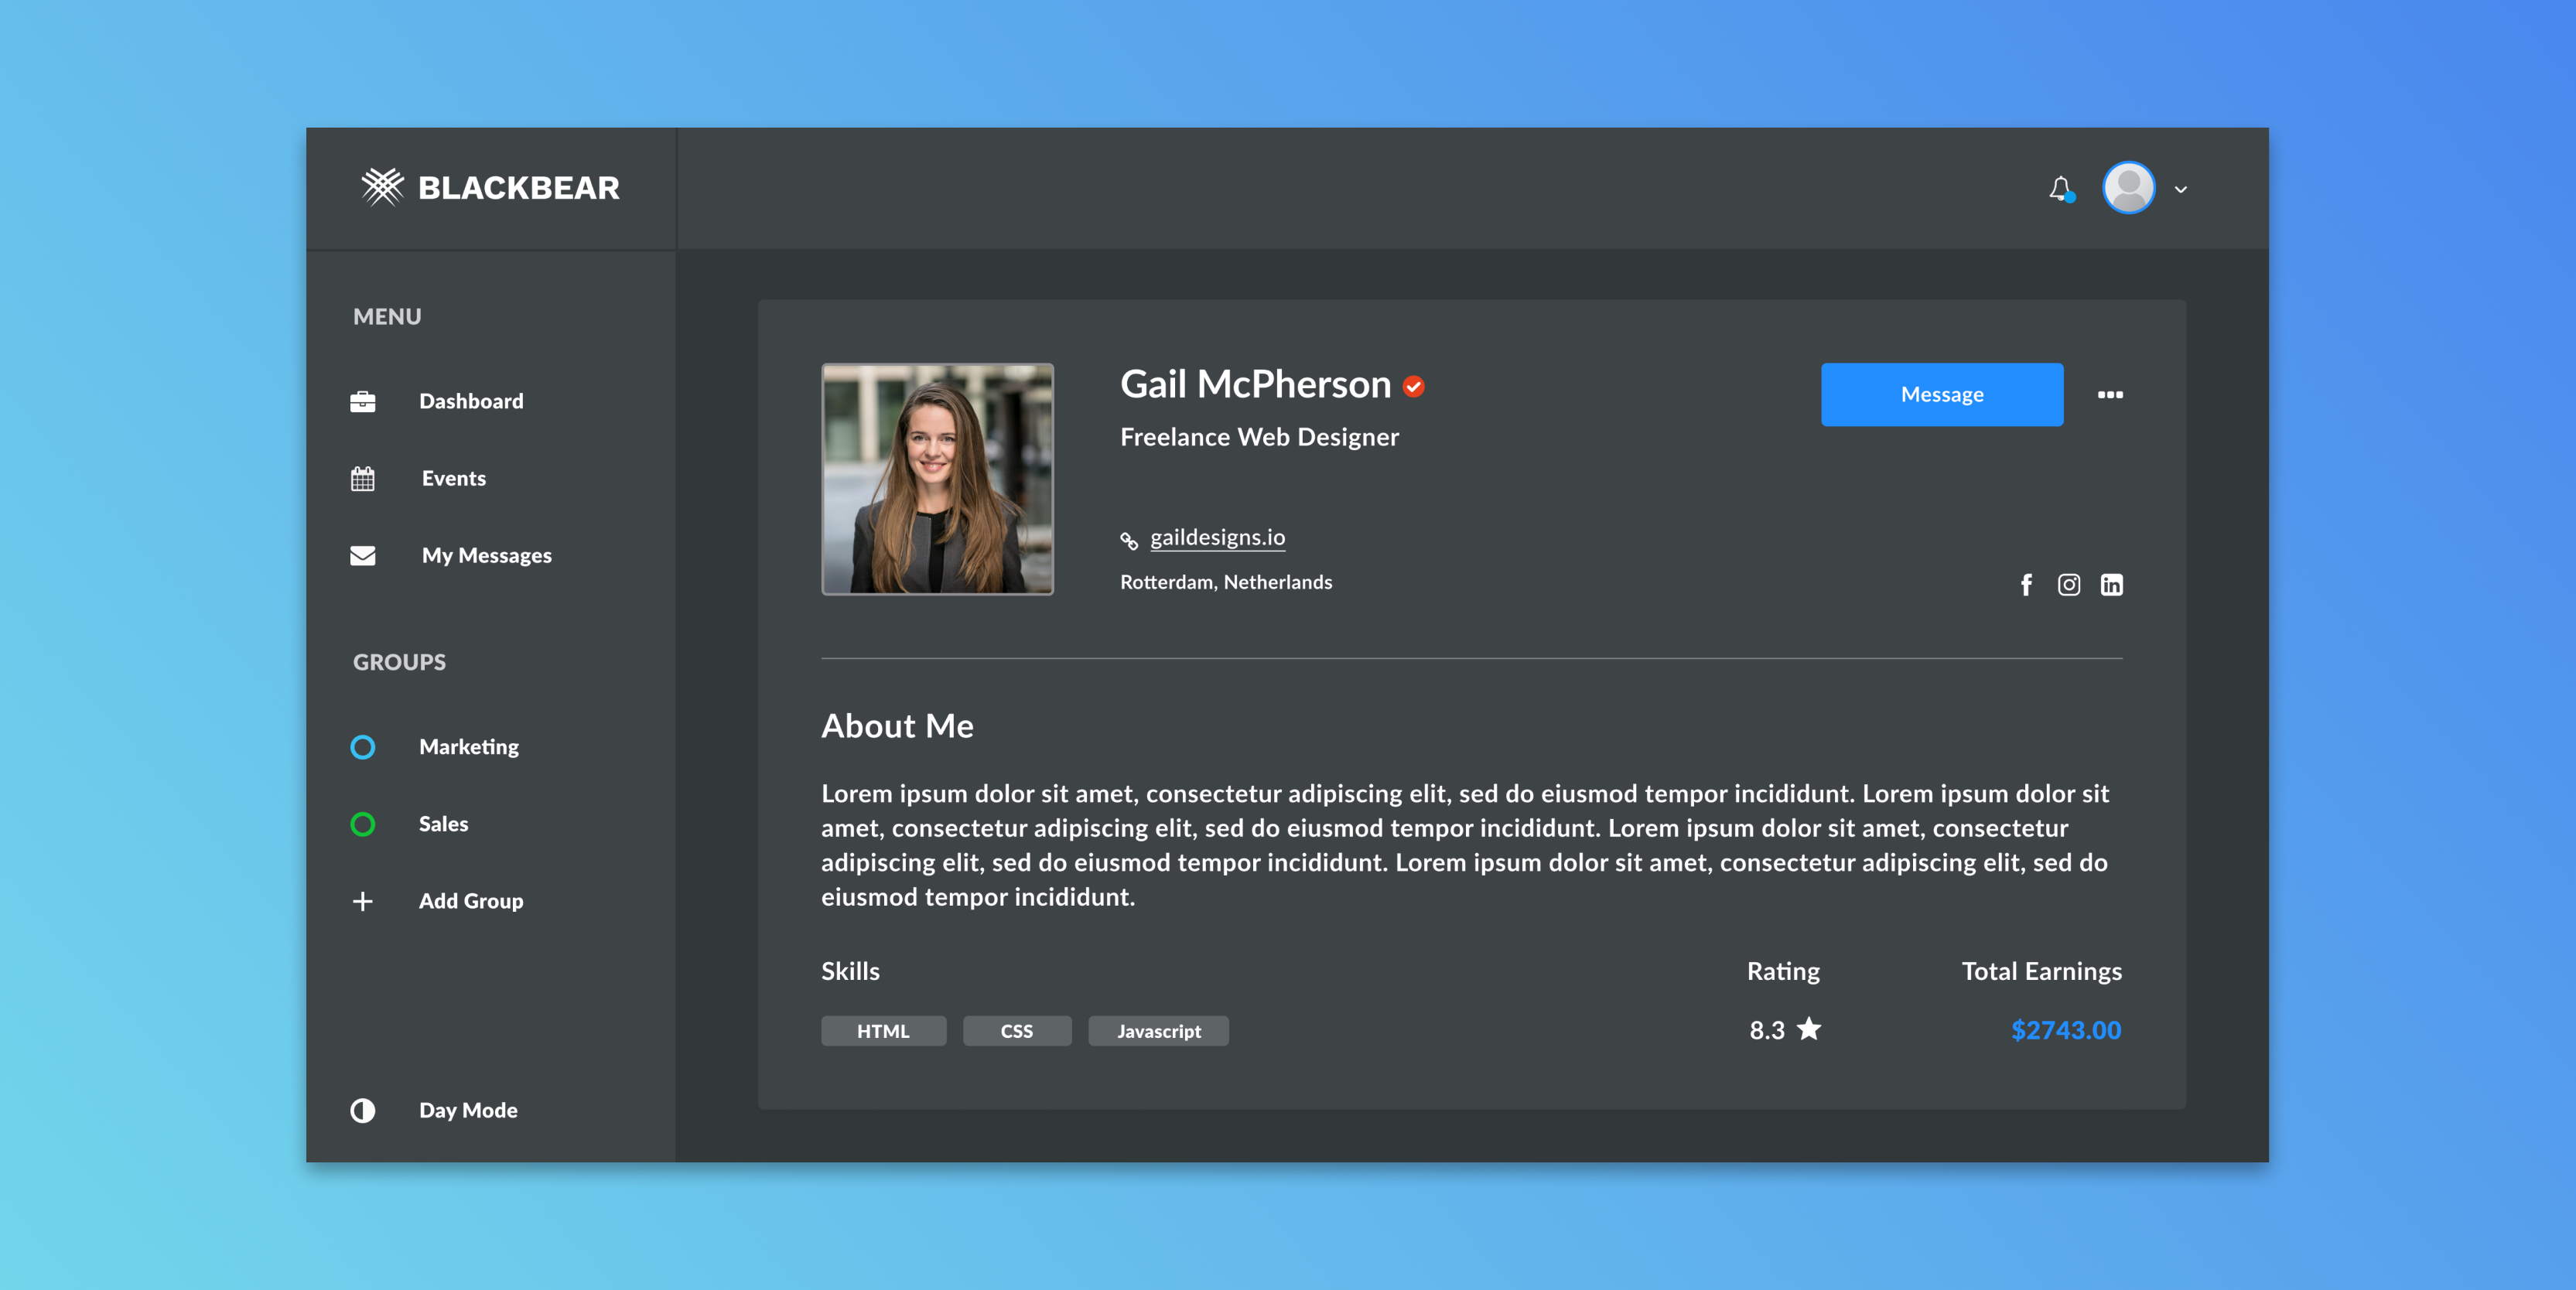 BLACKBEAR
MENU
Dashboard
Events
My Messages
GROUPS
Marketing
Sales
Add Group
Day Mode
Gail McPherson
Freelance Web Designer
gaildesigns.io
Rotterdam, Netherlands
Message
About Me
Lorem ipsum dolor sit amet, consectetur adipiscing elit, sed do eiusmod tempor incididunt. Lorem ipsum dolor sit
amet, consectetur adipiscing elit, sed do eiusmod tempor incididunt. Lorem ipsum dolor sit amet, consectetur
adipiscing elit, sed do eiusmod tempor incididunt. Lorem ipsum dolor sit amet, consectetur adipiscing elit, sed do
eiusmod tempor incididunt.
Skills
HTML CSS Javascript
Rating
8.3
Total Earnings
$2743.00